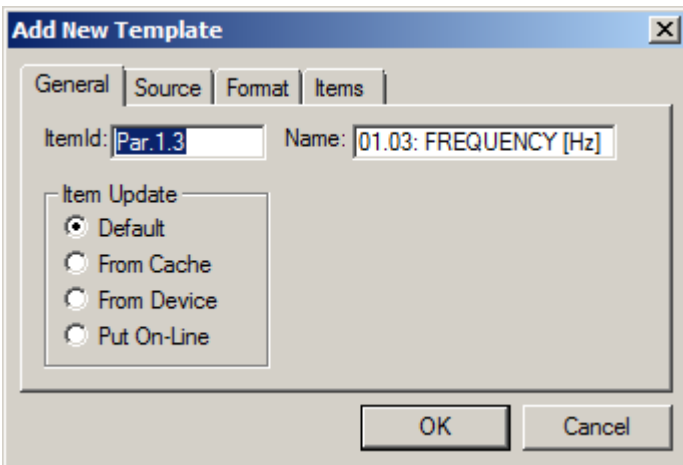 Add New Template
General Source Format Items
ItemId: Par.1.3 Name: 01.03: FREQUENCY [Hz]
Item Update
Default
From Cache
From Device
Put On-Line
OK Cancel